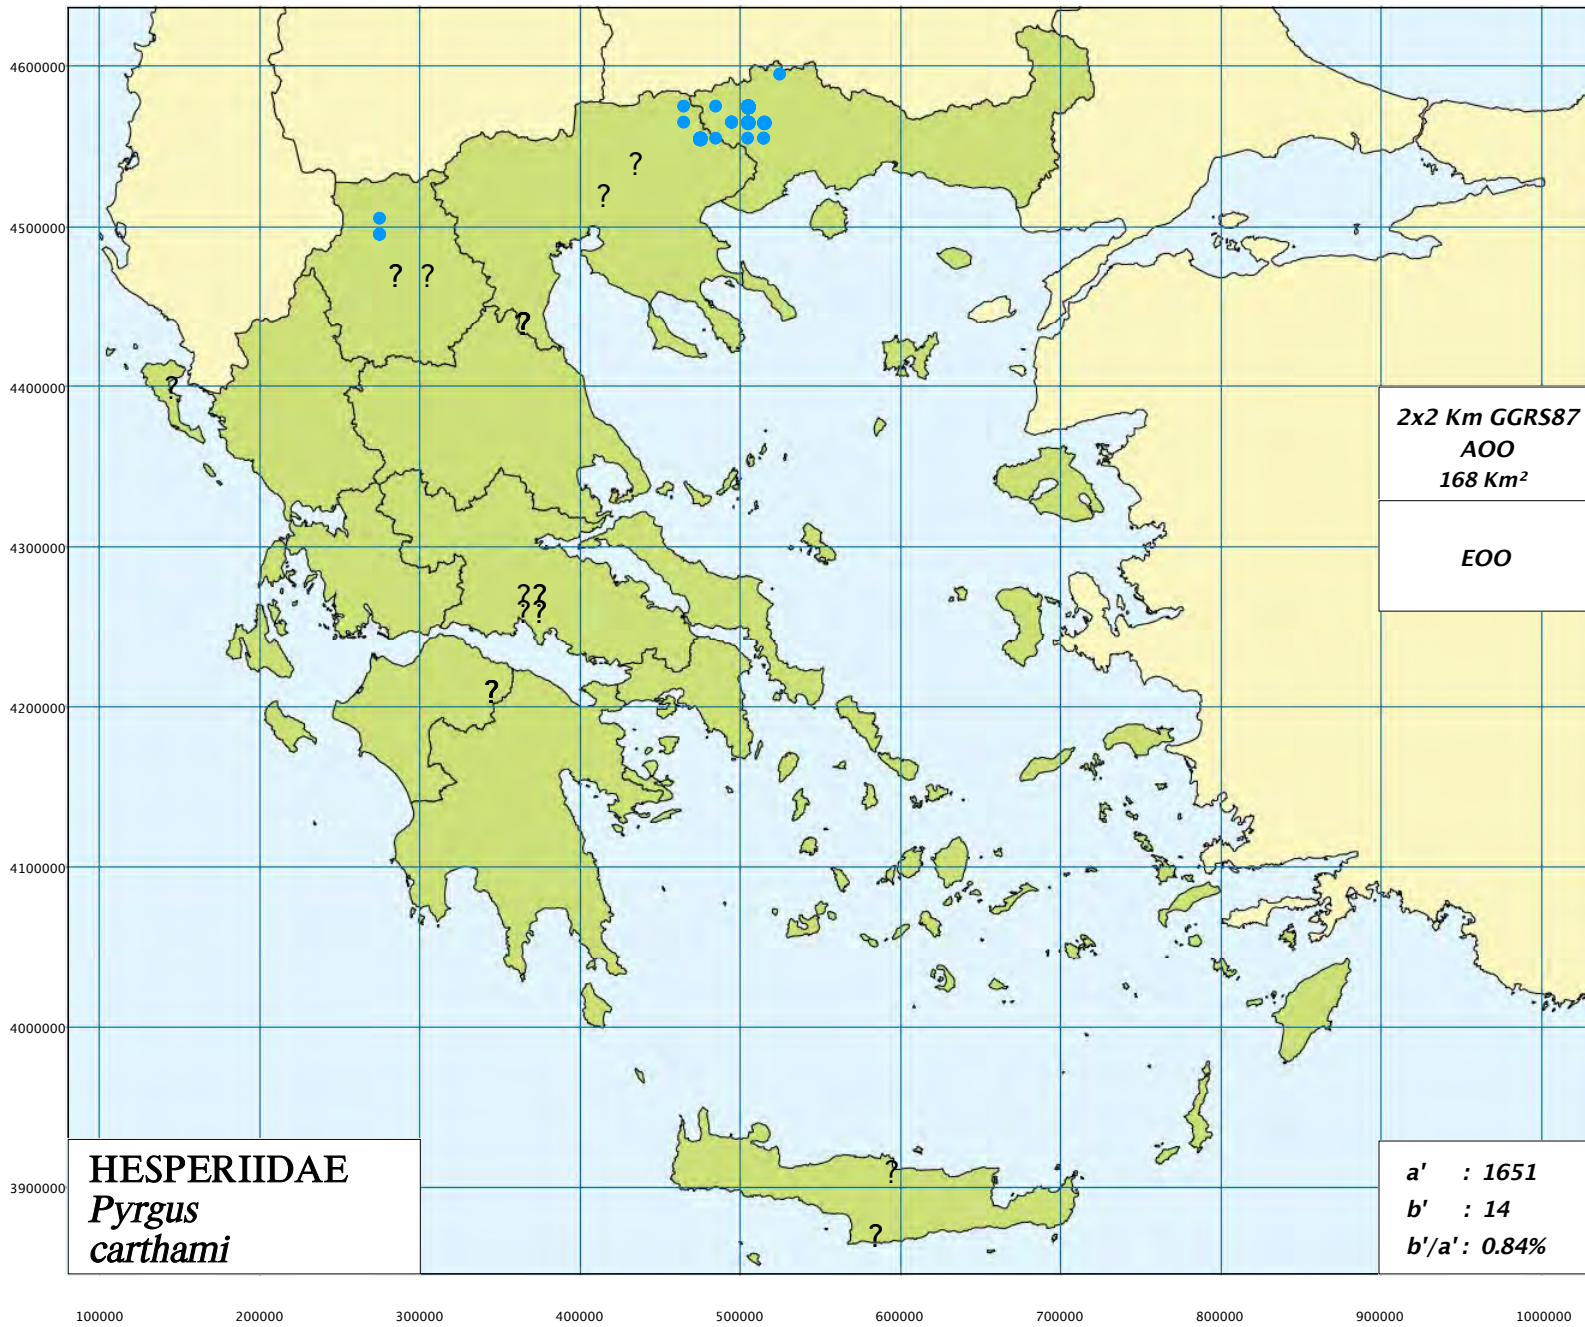 4600000
4500000
4400000
4300000
4200000
4100000
4000000
3900000
?
?
? ?
?
?
??
??
?
?
?
2x2 Km GGRS87
AOO
168 Km²
EOO
HESPERIIDAE
Pyrgus
carthami
a' : 1651
b' : 14
b'/a' : 0.84%
100000 200000 300000 400000 500000 600000 700000 800000 900000 1000000